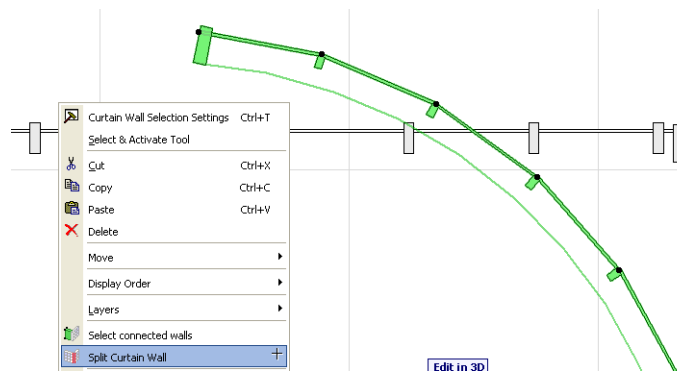 Curtain Wall Selection Settings Ctrl+T
Select & Activate Tool
Cut Ctrl+X
Copy Ctrl+C
Paste Ctrl+V
Delete
Move
Display Order
Layers
Select connected walls
Split Curtain Wall
Edit in 3D